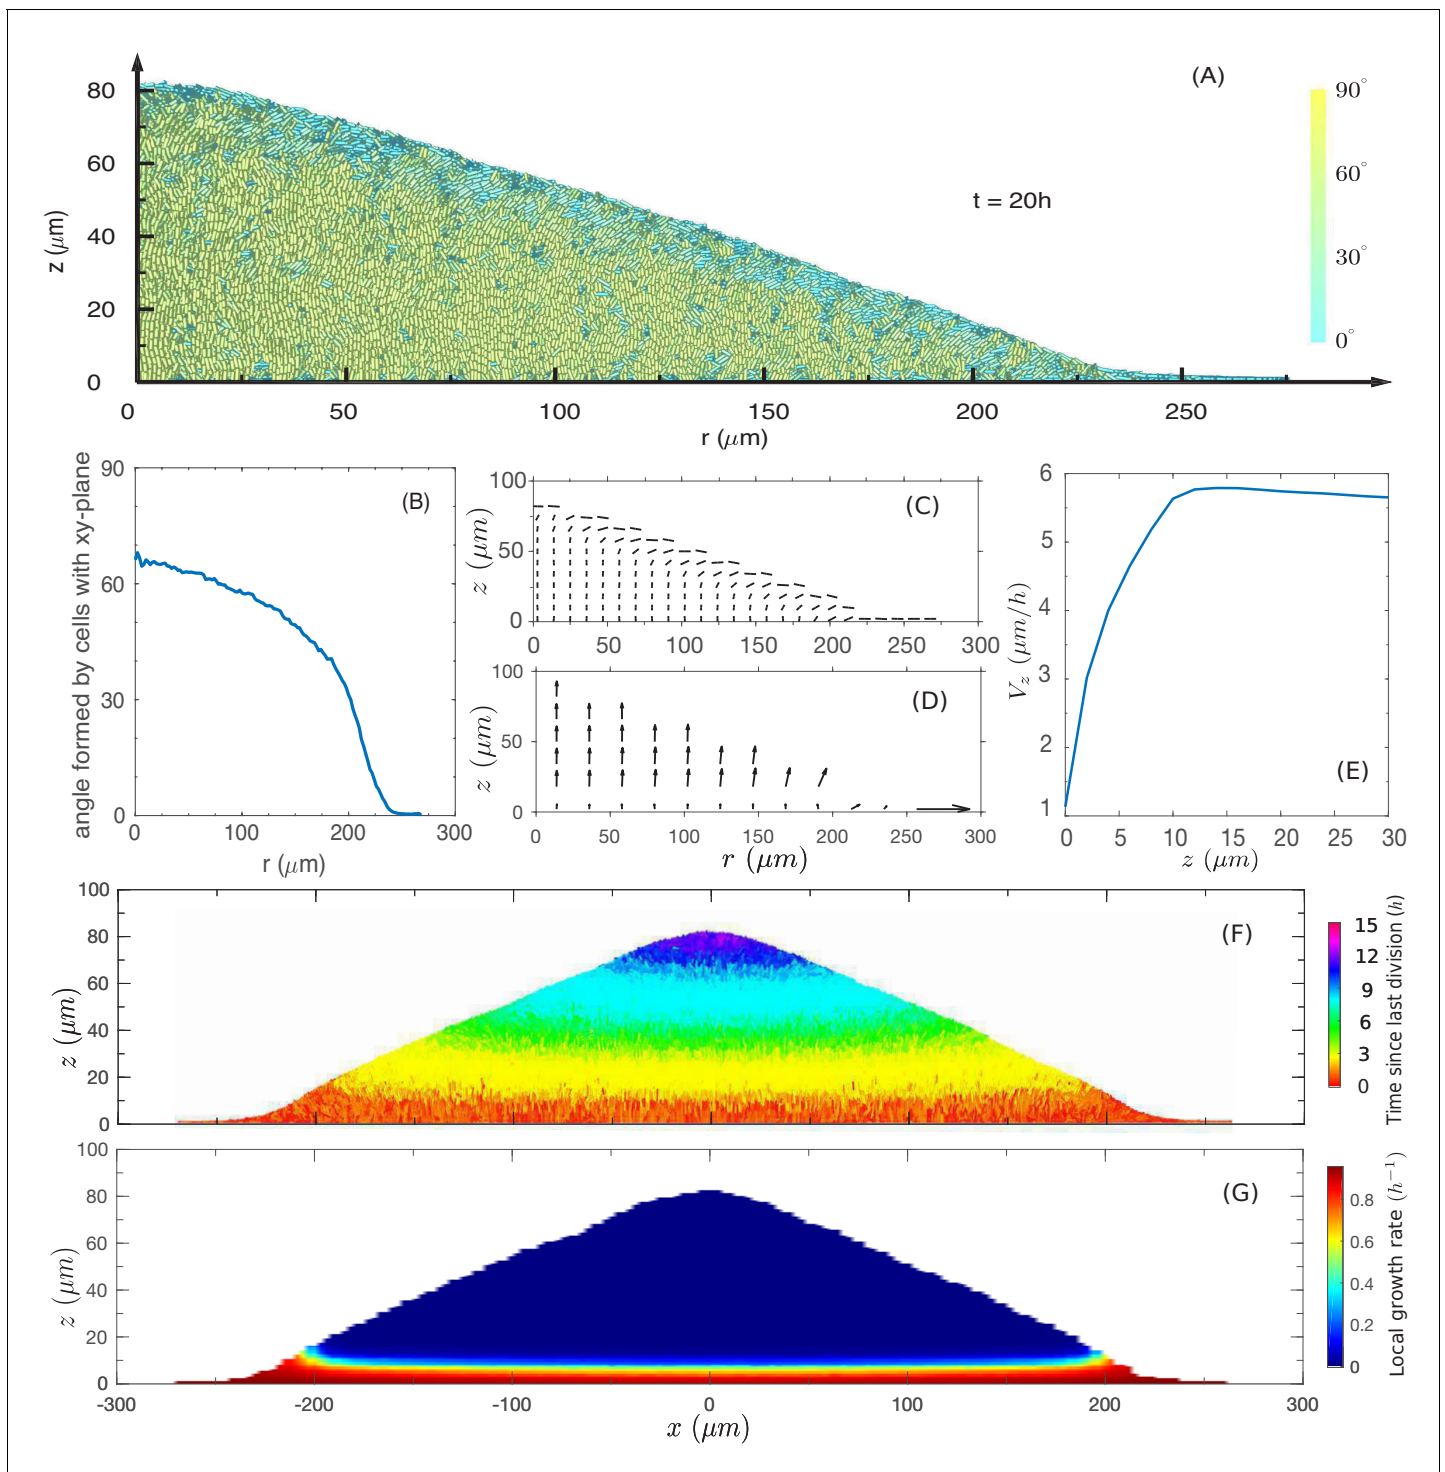 (A)
90°
60°
30°
0°
t = 20h
80
60
40
20
0
z (μm)
0 50 100 150 200 250
r (μm)
(B)
90
60
30
0
angle formed by cells with xy-plane
0 100 200 300
r (μm)
(C)
100
50
0
z (μm)
0 50 100 150 200 250 300
(D)
100
50
0
z (μm)
0 50 100 150 200 250 300
r (μm)
(E)
6
5
4
3
2
1
V_z (μm/h)
0 5 10 15 20 25 30
z (μm)
(F)
100
80
60
40
20
0
z (μm)
15
12
9
6
3
0
Time since last division (h)
(G)
100
80
60
40
20
0
z (μm)
-300 -200 -100 0 100 200 300
x (μm)
0.8
0.6
0.4
0.2
0
Local growth rate (h⁻¹)